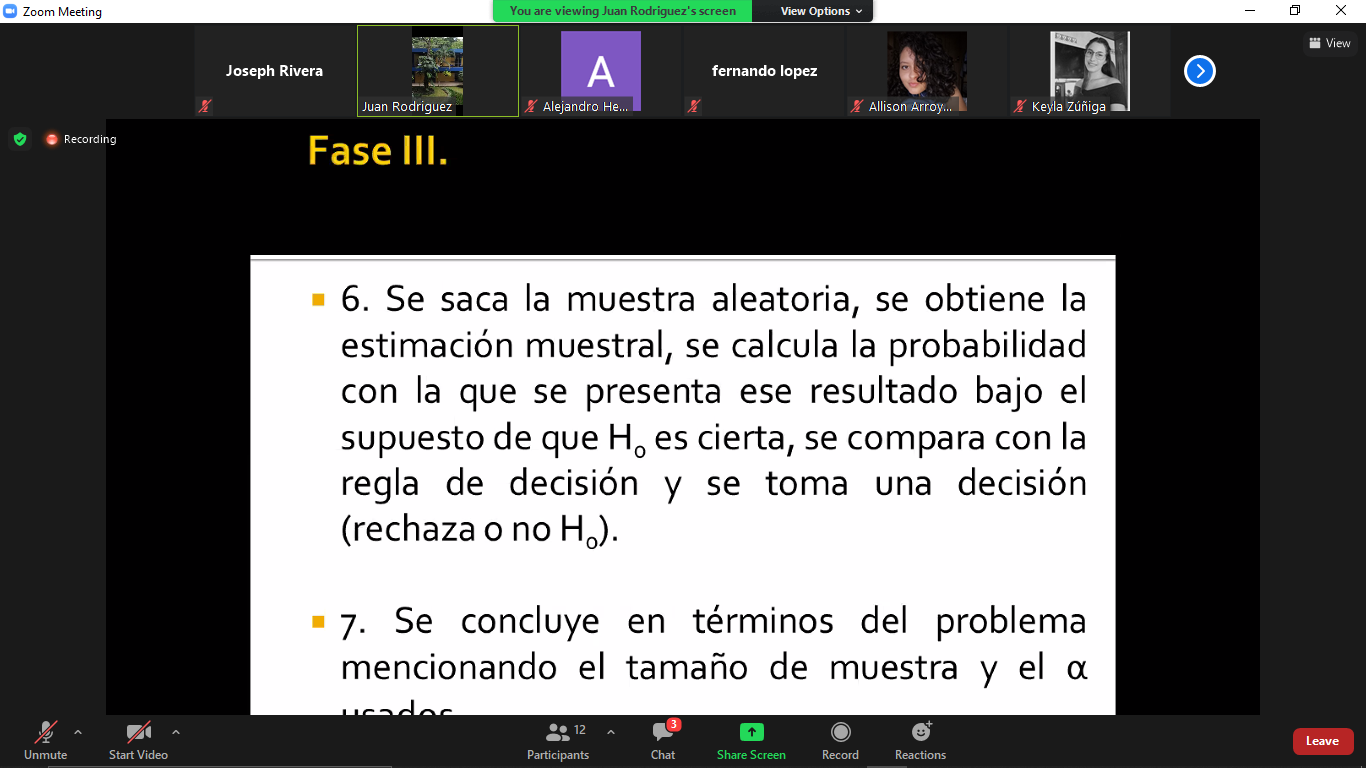 Zoom Meeting
You are viewing Juan Rodriguez's screen
View Options
View
Joseph Rivera
Juan Rodriguez
A
Alejandro He...
fernando lopez
Allison Arroy...
Keyla Zúñiga
Recording
Fase III.
6. Se saca la muestra aleatoria, se obtiene la
estimación muestral, se calcula la probabilidad
con la que se presenta ese resultado bajo el
supuesto de que H₀ es cierta, se compara con la
regla de decisión y se toma una decisión
(rechaza o no H₀).
7. Se concluye en términos del problema
mencionando el tamaño de muestra y el α
usados
Unmute
Start Video
Participants
12
Chat
3
Share Screen
Record
Reactions
Leave